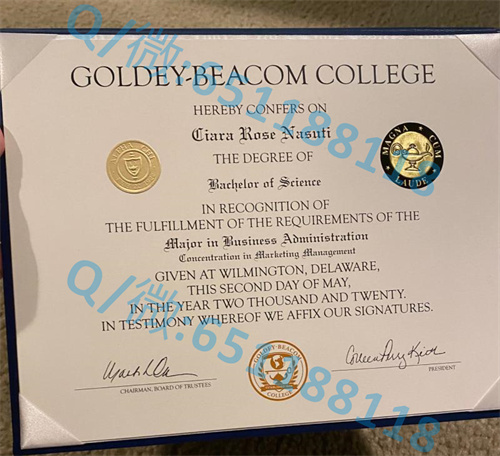 GOLDEY-BEACOM COLLEGE
HEREBY CONFERS ON
Ciara Rose Nasuti
THE DEGREE OF
Bachelor of Science
IN RECOGNITION OF
THE FULFILLMENT OF THE REQUIREMENTS OF THE
Major in Business Administration
Concentration in Marketing Management
GIVEN AT WILMINGTON, DELAWARE,
THIS SECOND DAY OF MAY,
IN THE YEAR TWO THOUSAND AND TWENTY.
IN TESTIMONY WHEREOF WE AFFIX OUR SIGNATURES.
CHAIRMAN, BOARD OF TRUSTEES
PRESIDENT
MAGNA CUM LAUDE
GOLDEY-BEACOM COLLEGE
Q/微:651188118
Q/微:651188118